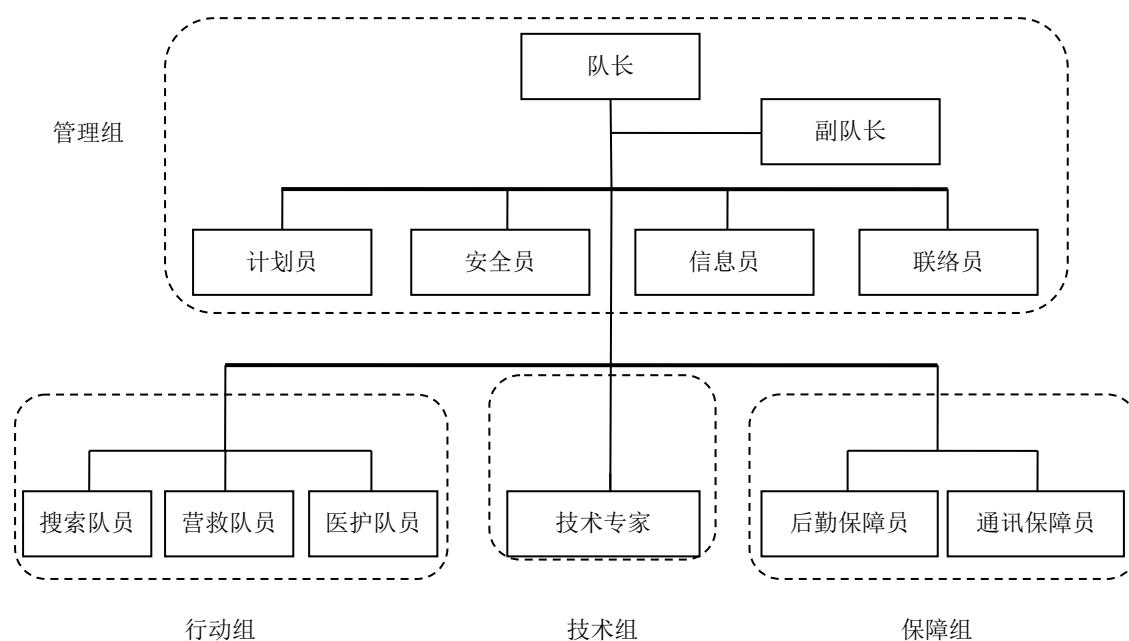 队长
管理组
副队长
计划员 安全员 信息员 联络员
搜索队员 营救队员 医护队员 技术专家 后勤保障员 通讯保障员
行动组 技术组 保障组